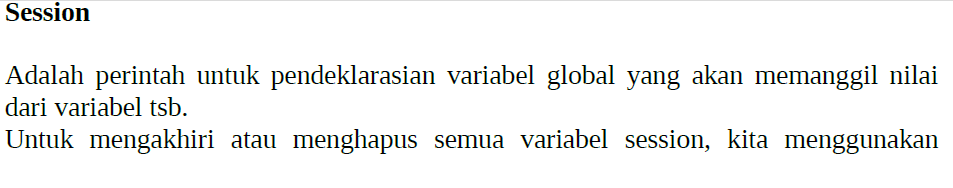 Session
Adalah perintah untuk pendeklarasian variabel global yang akan memanggil nilai
dari variabel tsb.
Untuk mengakhiri atau menghapus semua variabel session, kita menggunakan